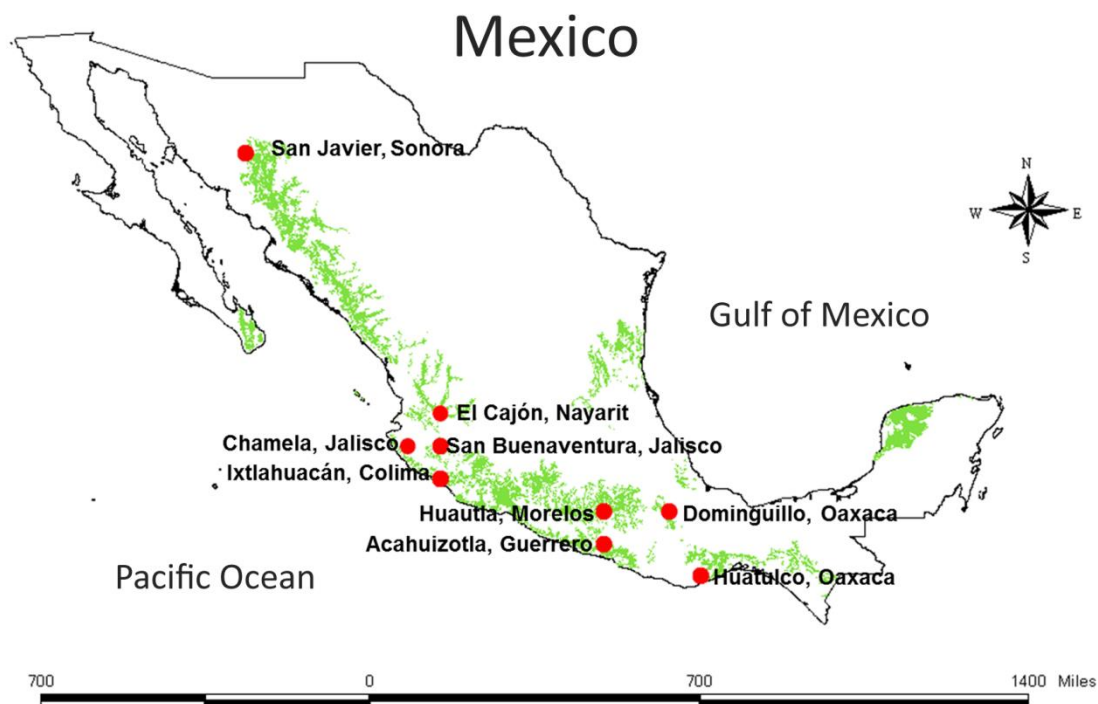 Mexico
San Javier, Sonora
N
W E
S
Gulf of Mexico
El Cajón, Nayarit
Chamela, Jalisco
San Buenaventura, Jalisco
Ixtlahuacán, Colima
Huautla, Morelos
Dominguillo, Oaxaca
Acahuizotla, Guerrero
Pacific Ocean
Huatulco, Oaxaca
700 0 700 1400 Miles